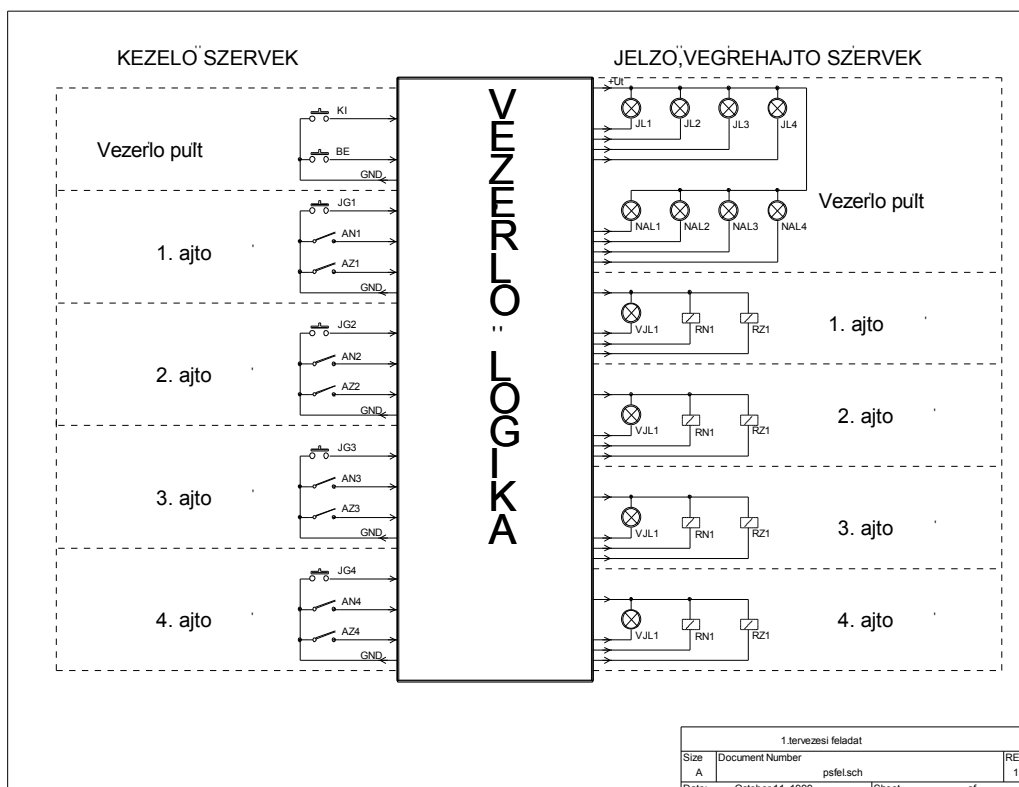 KEZELO" SZERVEK
JELZO",VEGREHAJTO SZERVEK
Vezerlo pult
KI
BE
GND
1. ajto
JG1
AN1
AZ1
GND
2. ajto
JG2
AN2
AZ2
GND
3. ajto
JG3
AN3
AZ3
GND
4. ajto
JG4
AN4
AZ4
GND
VEZERLO" LOGIKA
+Ut
JL1 JL2 JL3 JL4
NAL1 NAL2 NAL3 NAL4
Vezerlo pult
VJL1 RN1 RZ1
1. ajto
VJL1 RN1 RZ1
2. ajto
VJL1 RN1 RZ1
3. ajto
VJL1 RN1 RZ1
4. ajto
1.tervezesi feladat
Size Document Number RE
A psfel.sch 1